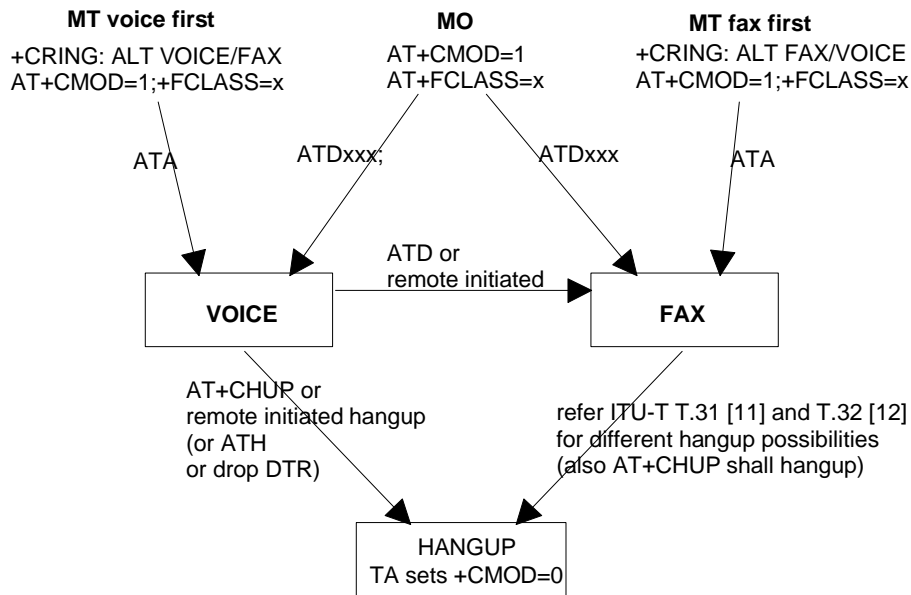 MT voice first
+CRING: ALT VOICE/FAX
AT+CMOD=1;+FCLASS=x
MO
AT+CMOD=1
AT+FCLASS=x
MT fax first
+CRING: ALT FAX/VOICE
AT+CMOD=1;+FCLASS=x
ATA
ATDxxx;
ATDxxx
ATA
ATD or
remote initiated
VOICE
FAX
AT+CHUP or
remote initiated hangup
(or ATH
or drop DTR)
refer ITU-T T.31 [11] and T.32 [12]
for different hangup possibilities
(also AT+CHUP shall hangup)
HANGUP
TA sets +CMOD=0